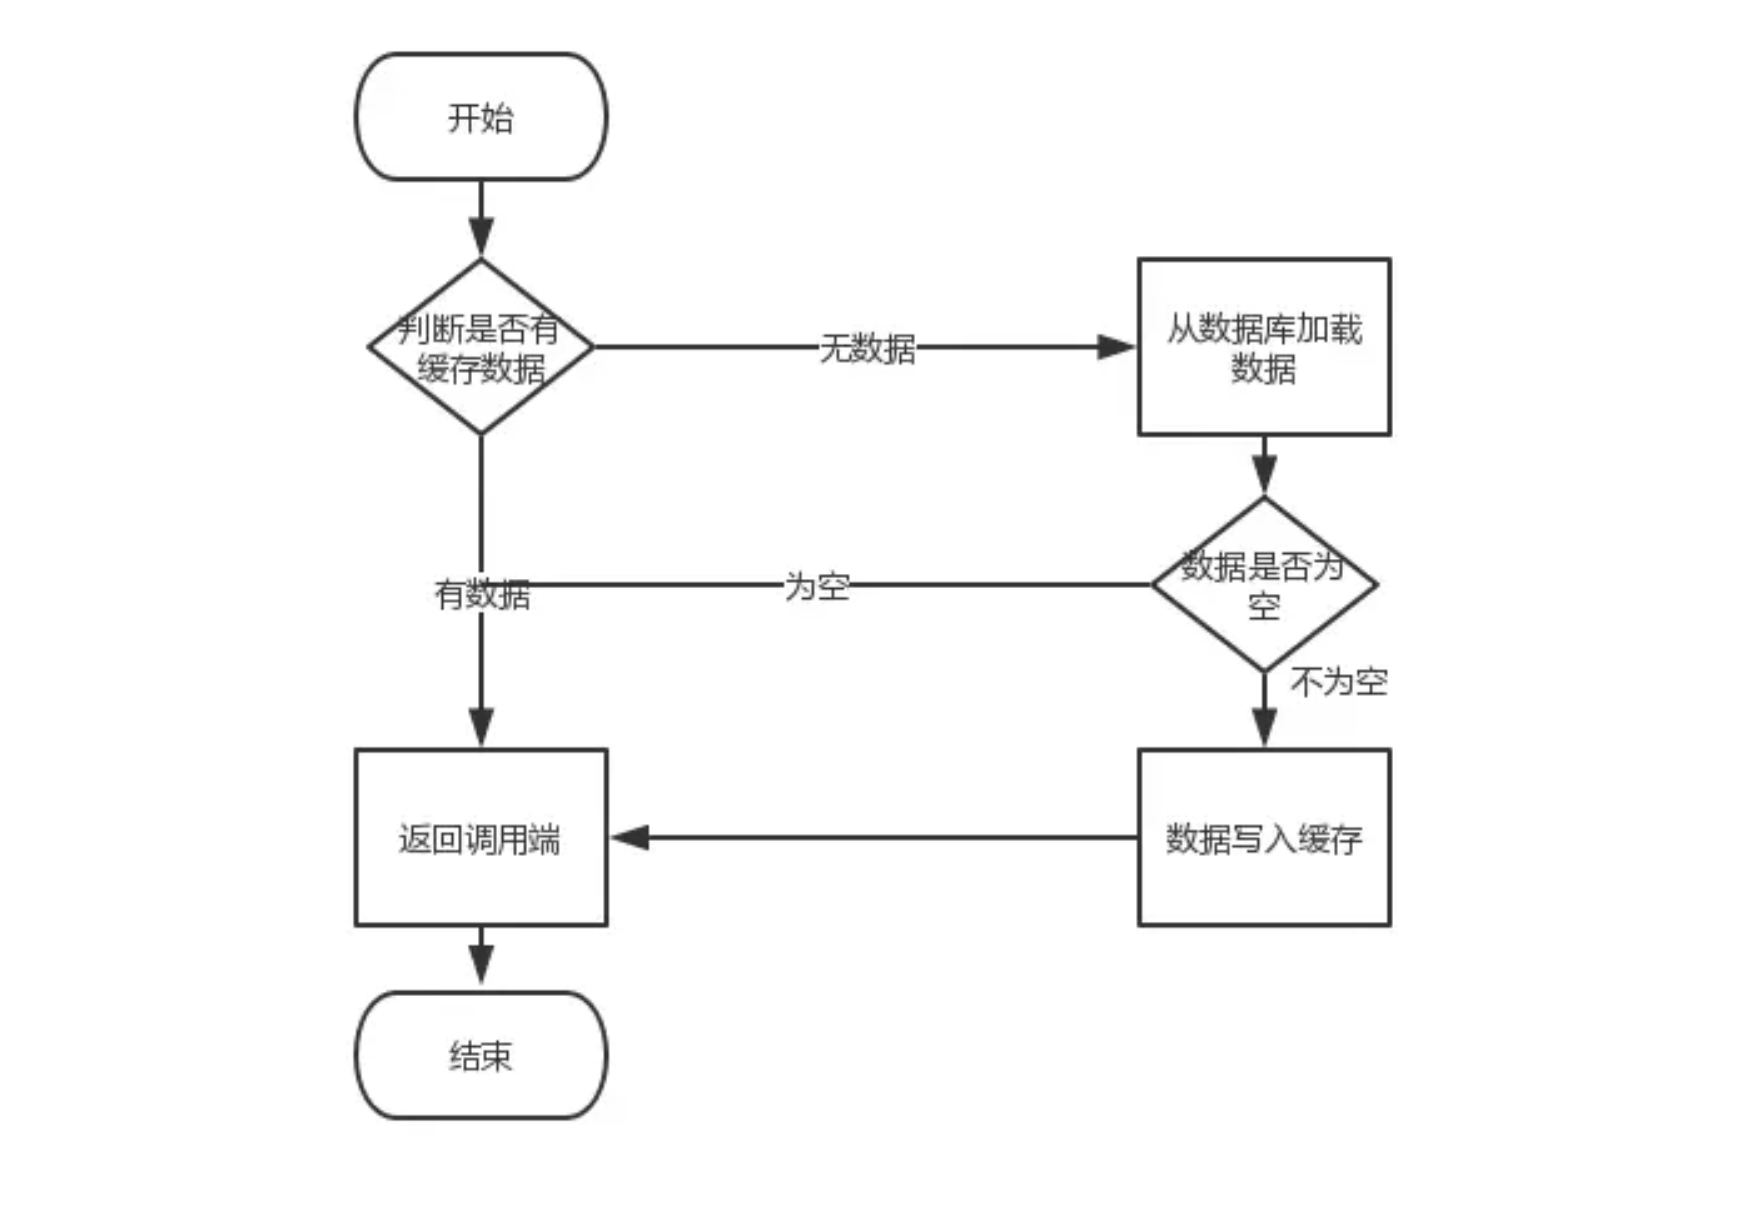 开始
判断是否有
缓存数据
无数据
从数据库加载
数据
有数据
为空
数据是否为
空
不为空
返回调用端
数据写入缓存
结束